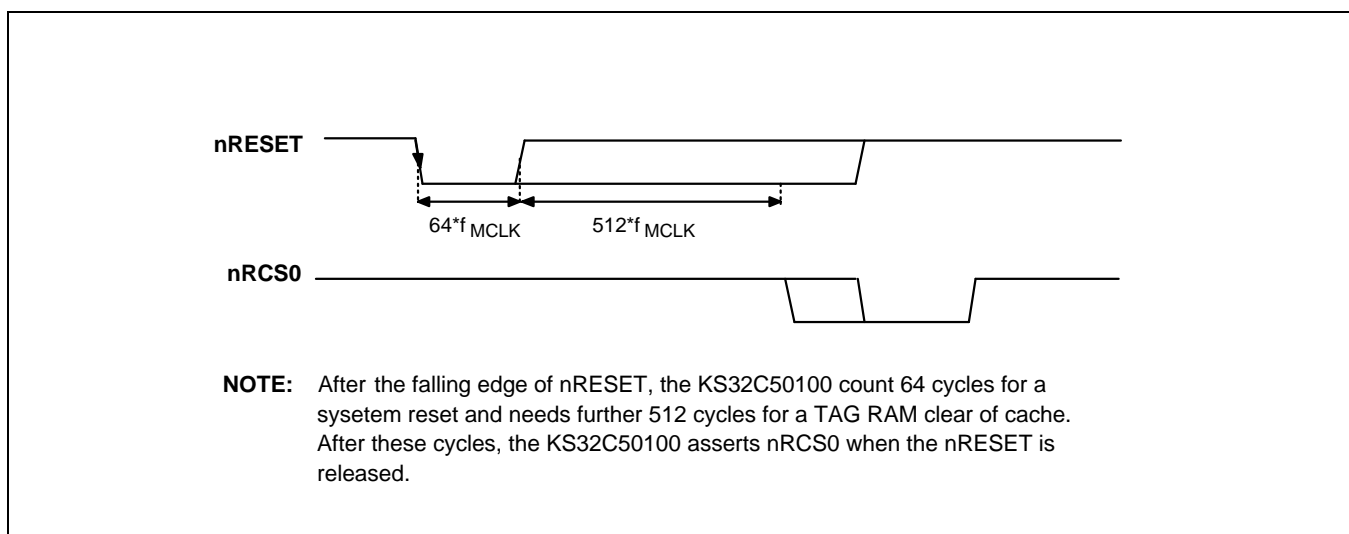 nRESET
64*f MCLK
512*f MCLK
nRCS0
NOTE: After the falling edge of nRESET, the KS32C50100 count 64 cycles for a
sysetem reset and needs further 512 cycles for a TAG RAM clear of cache.
After these cycles, the KS32C50100 asserts nRCS0 when the nRESET is
released.